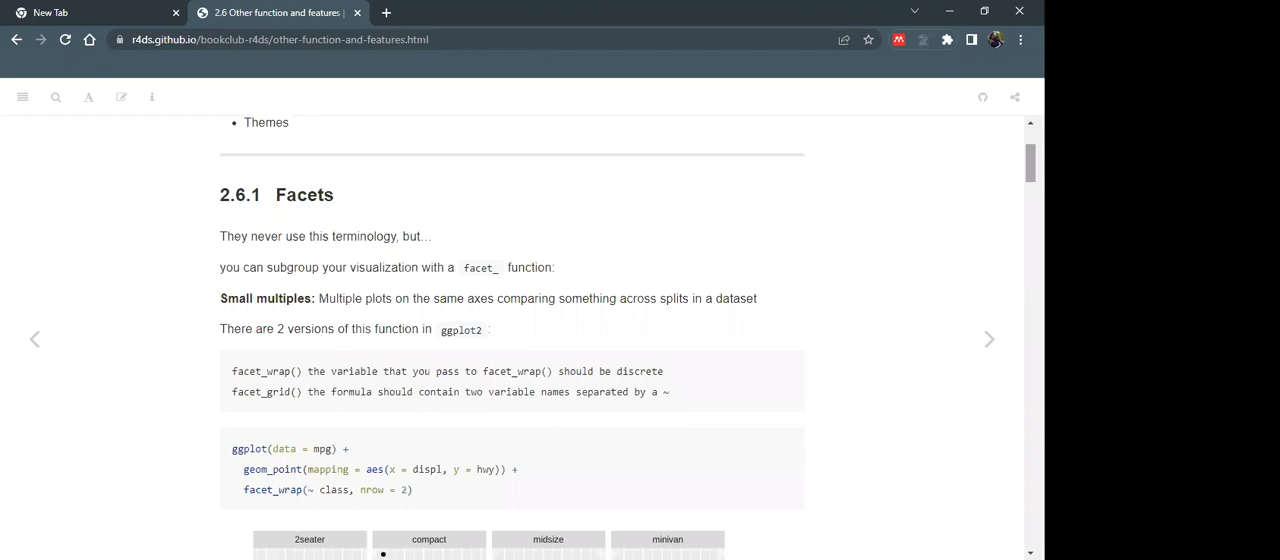 New Tab
2.6 Other function and features |
r4ds.github.io/bookclub-r4ds/other-function-and-features.html
• Themes
2.6.1 Facets
They never use this terminology, but…
you can subgroup your visualization with a facet_ function:
Small multiples: Multiple plots on the same axes comparing something across splits in a dataset
There are 2 versions of this function in ggplot2 :
facet_wrap() the variable that you pass to facet_wrap() should be discrete
facet_grid() the formula should contain two variable names separated by a ~
ggplot(data = mpg) +
geom_point(mapping = aes(x = displ, y = hwy)) +
facet_wrap(~ class, nrow = 2)
2seater compact midsize minivan